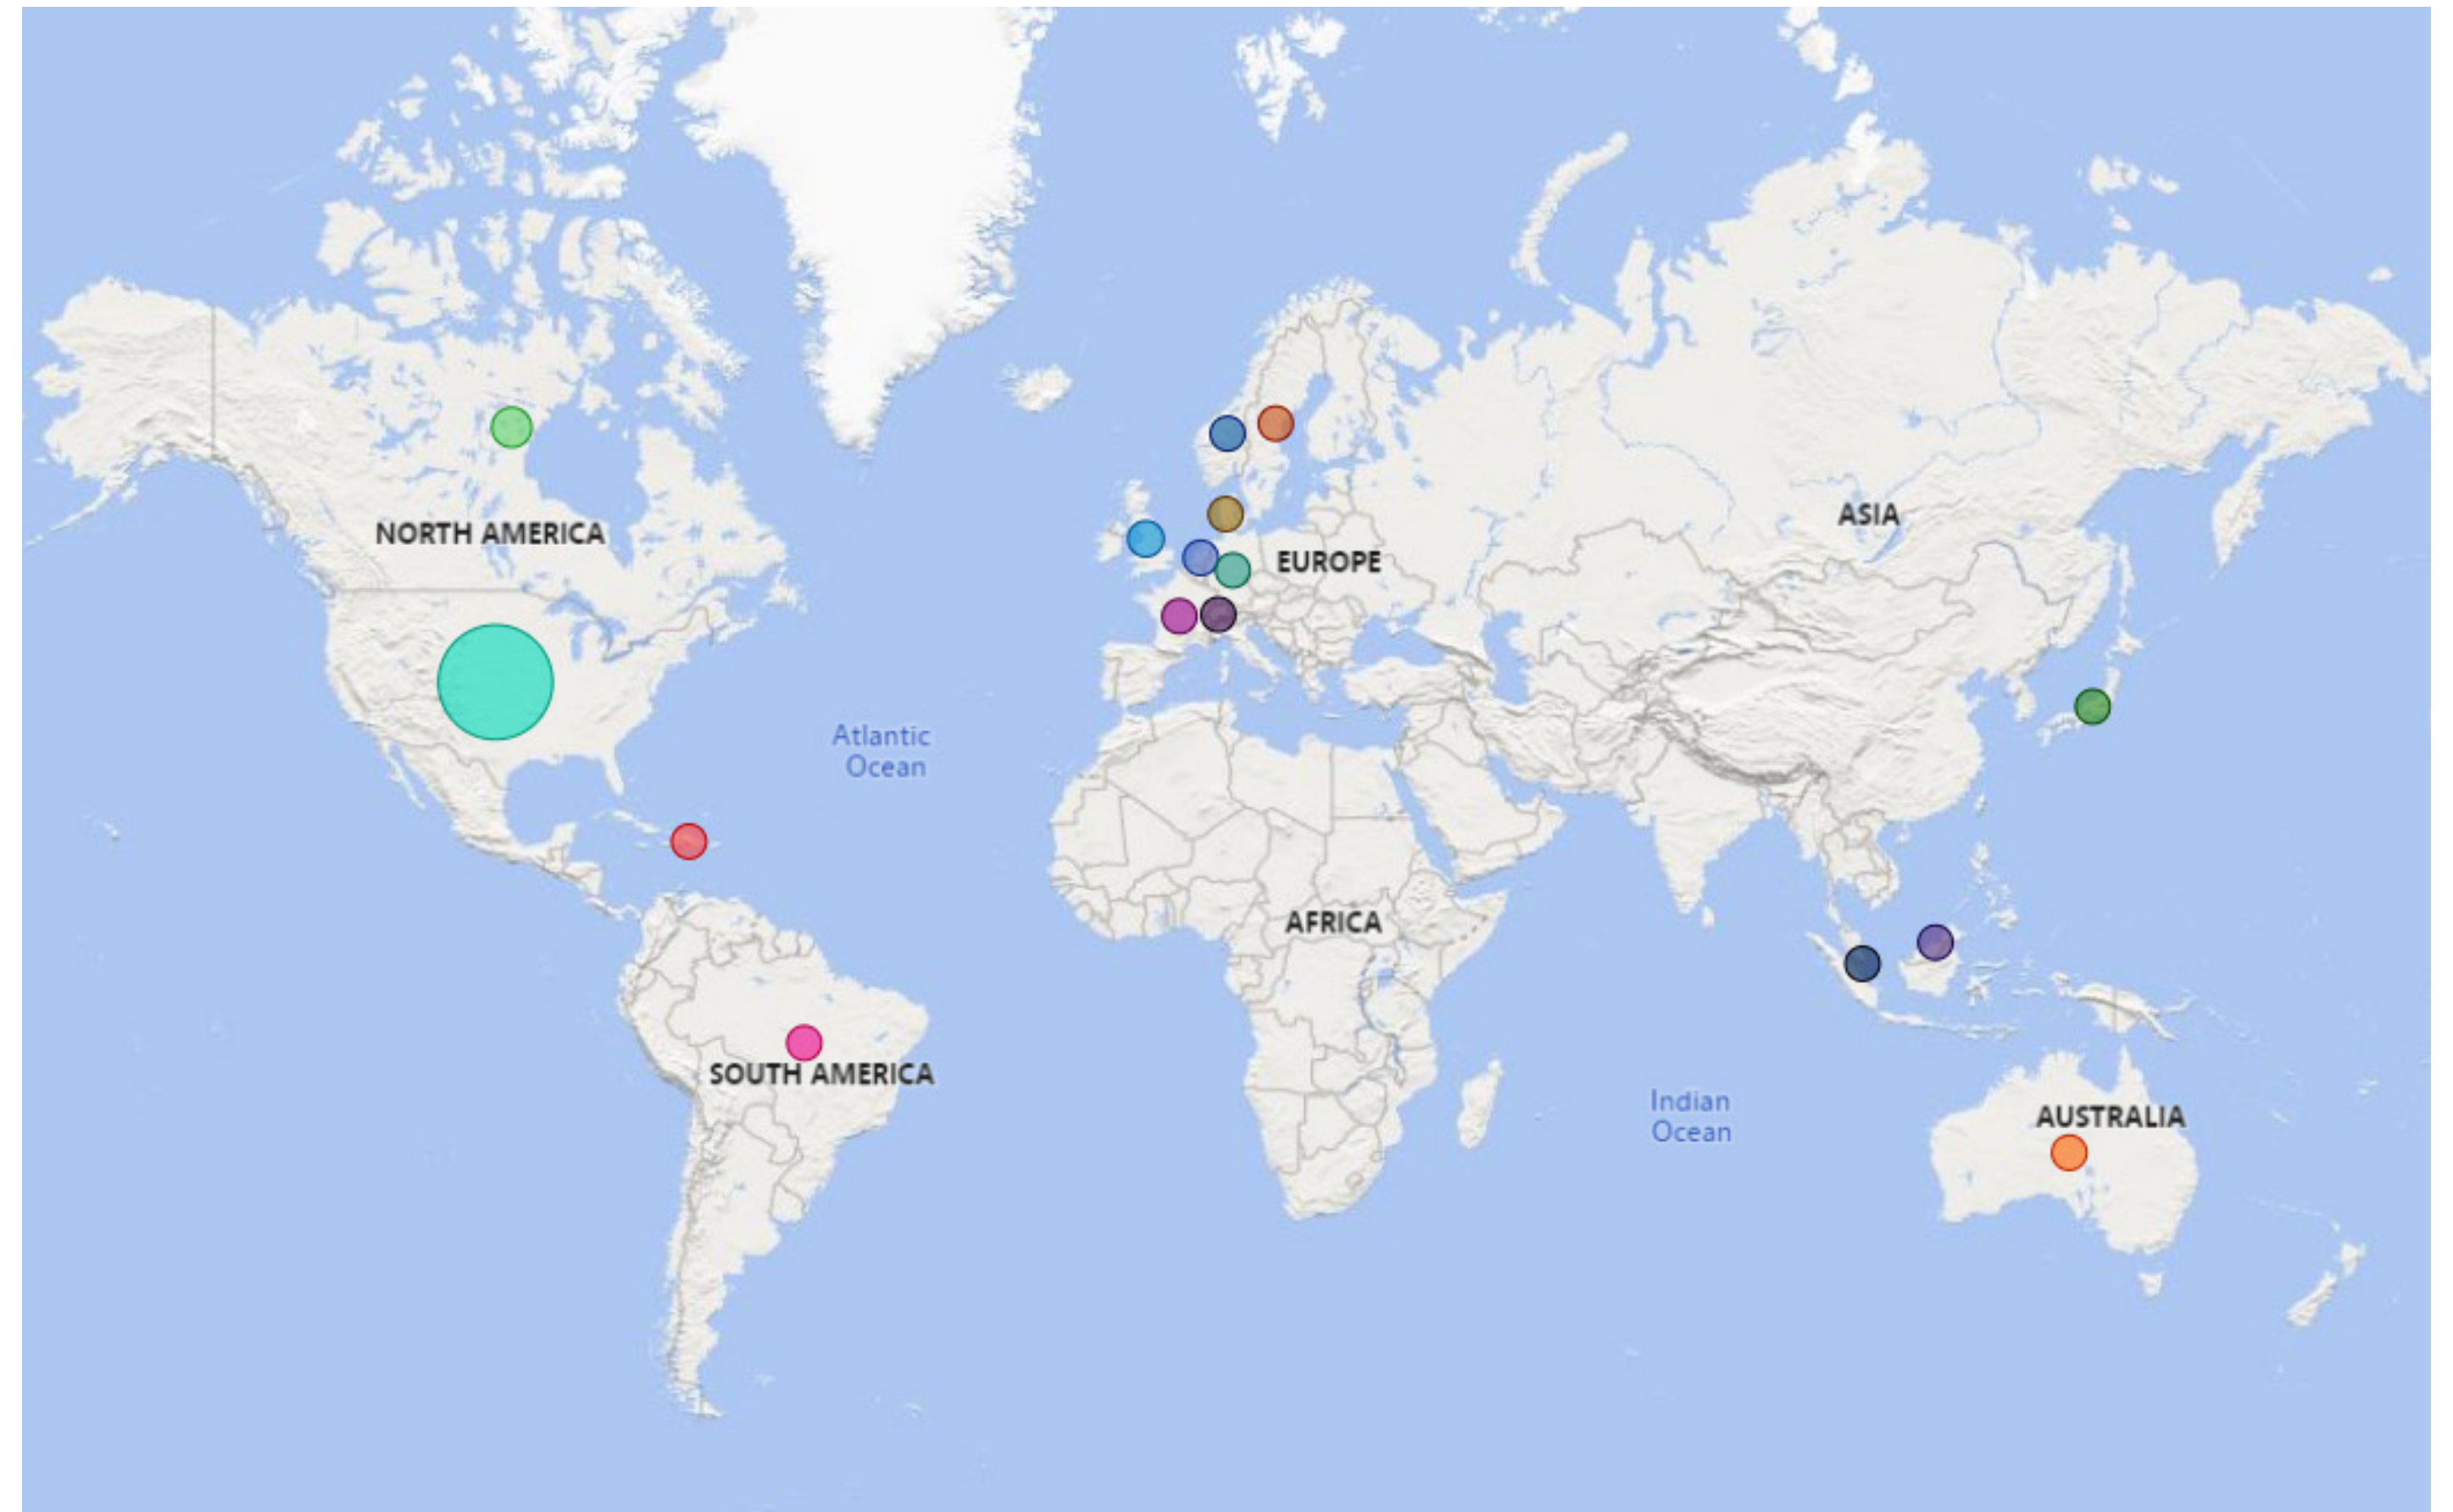 NORTH AMERICA
ASIA
EUROPE
Atlantic
Ocean
AFRICA
SOUTH AMERICA
Indian
Ocean
AUSTRALIA